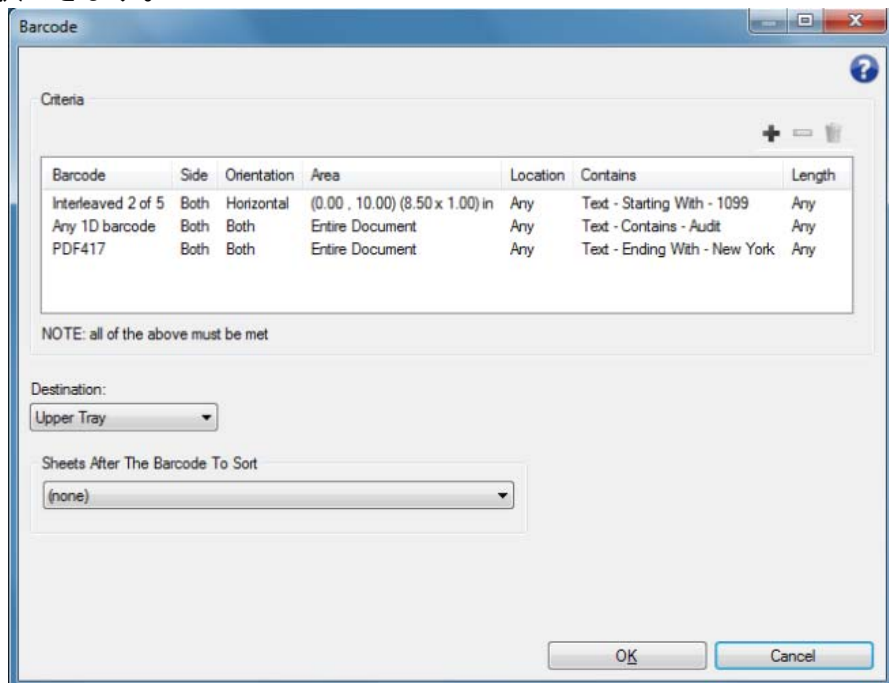 Barcode
Criteria
Barcode Side Orientation Area Location Contains Length
Interleaved 2 of 5 Both Horizontal (0.00 , 10.00) (8.50 x 1.00) in Any Text - Starting With - 1099 Any
Any 1D barcode Both Both Entire Document Any Text - Contains - Audit Any
PDF417 Both Both Entire Document Any Text - Ending With - New York Any
NOTE: all of the above must be met
Destination:
Upper Tray
Sheets After The Barcode To Sort
(none)
OK Cancel